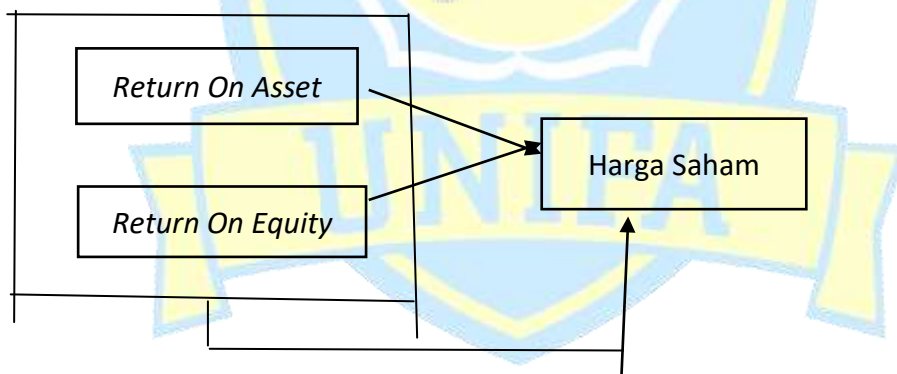 Return On Asset
Harga Saham
Return On Equity
UNIFA